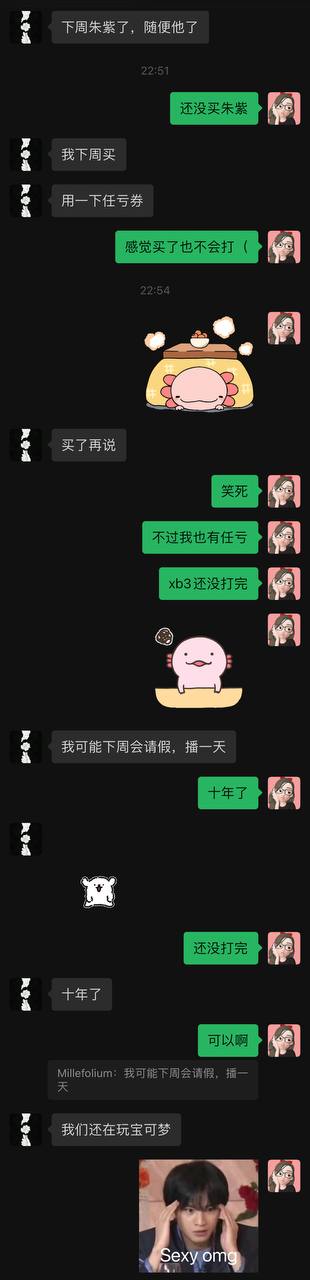 下周朱紫了，随便他了
22:51
还没买朱紫
我下周买
用一下任亏券
感觉买了也不会打（
22:54
买了再说
笑死
不过我也有任亏
xb3还没打完
我可能下周会请假，播一天
十年了
还没打完
十年了
可以啊
Millefolium：我可能下周会请假，播一
天
我们还在玩宝可梦
Sexy omg